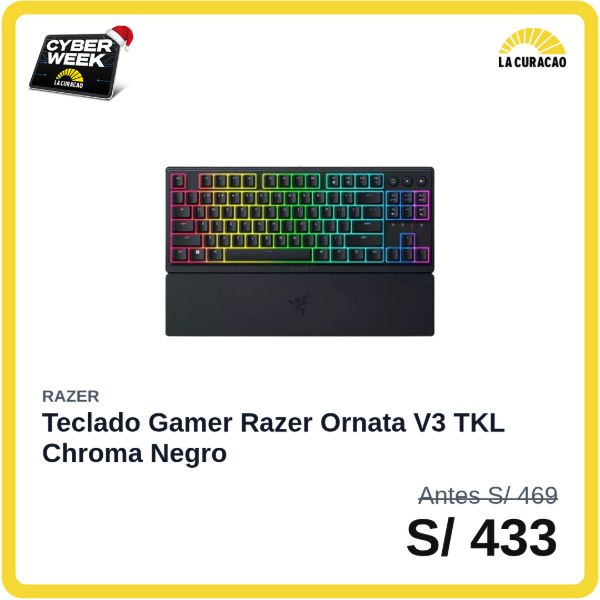 CYBER
WEEK
LA CURACAO
LA CURACAO
RAZER
Teclado Gamer Razer Ornata V3 TKL
Chroma Negro
Antes S/ 469
S/ 433